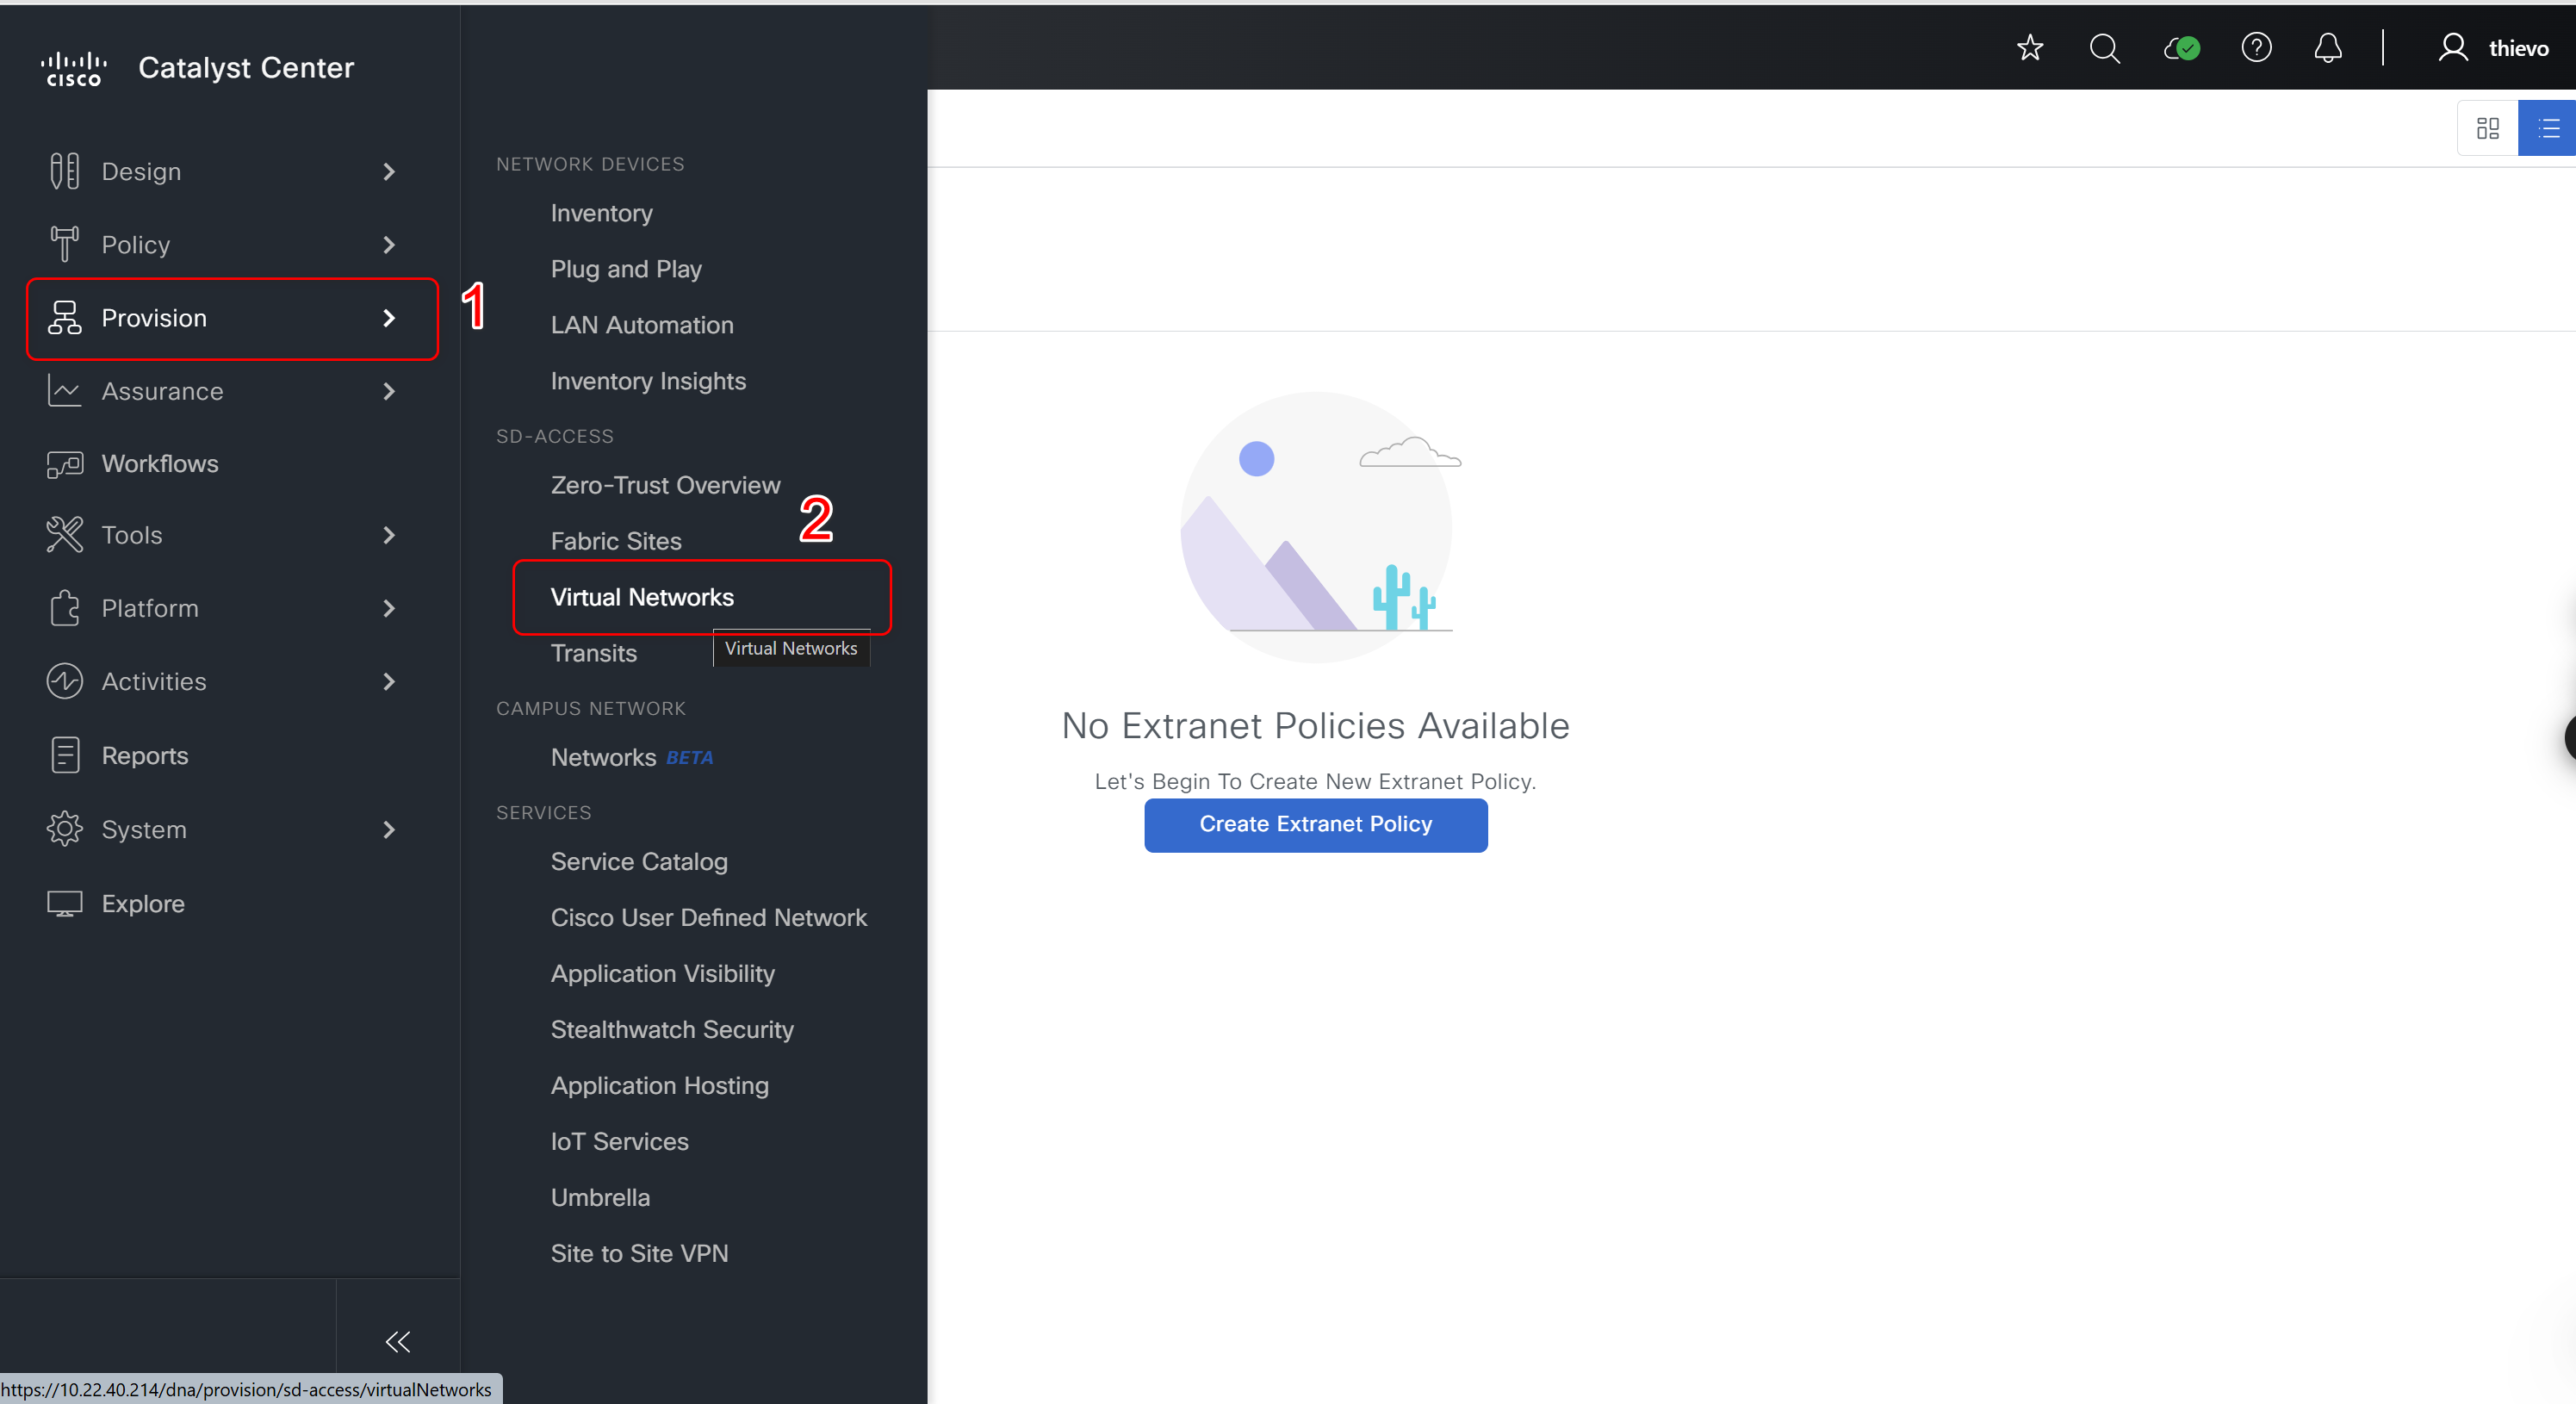 CISCO Catalyst Center
thievo
Design
Policy
Provision
1
Assurance
Workflows
Tools
Platform
Activities
Reports
System
Explore
NETWORK DEVICES
Inventory
Plug and Play
LAN Automation
Inventory Insights
SD-ACCESS
Zero-Trust Overview
2
Fabric Sites
Virtual Networks
Virtual Networks
Transits
CAMPUS NETWORK
Networks BETA
SERVICES
Service Catalog
Cisco User Defined Network
Application Visibility
Stealthwatch Security
Application Hosting
IoT Services
Umbrella
Site to Site VPN
No Extranet Policies Available
Let's Begin To Create New Extranet Policy.
Create Extranet Policy
https://10.22.40.214/dna/provision/sd-access/virtualNetworks